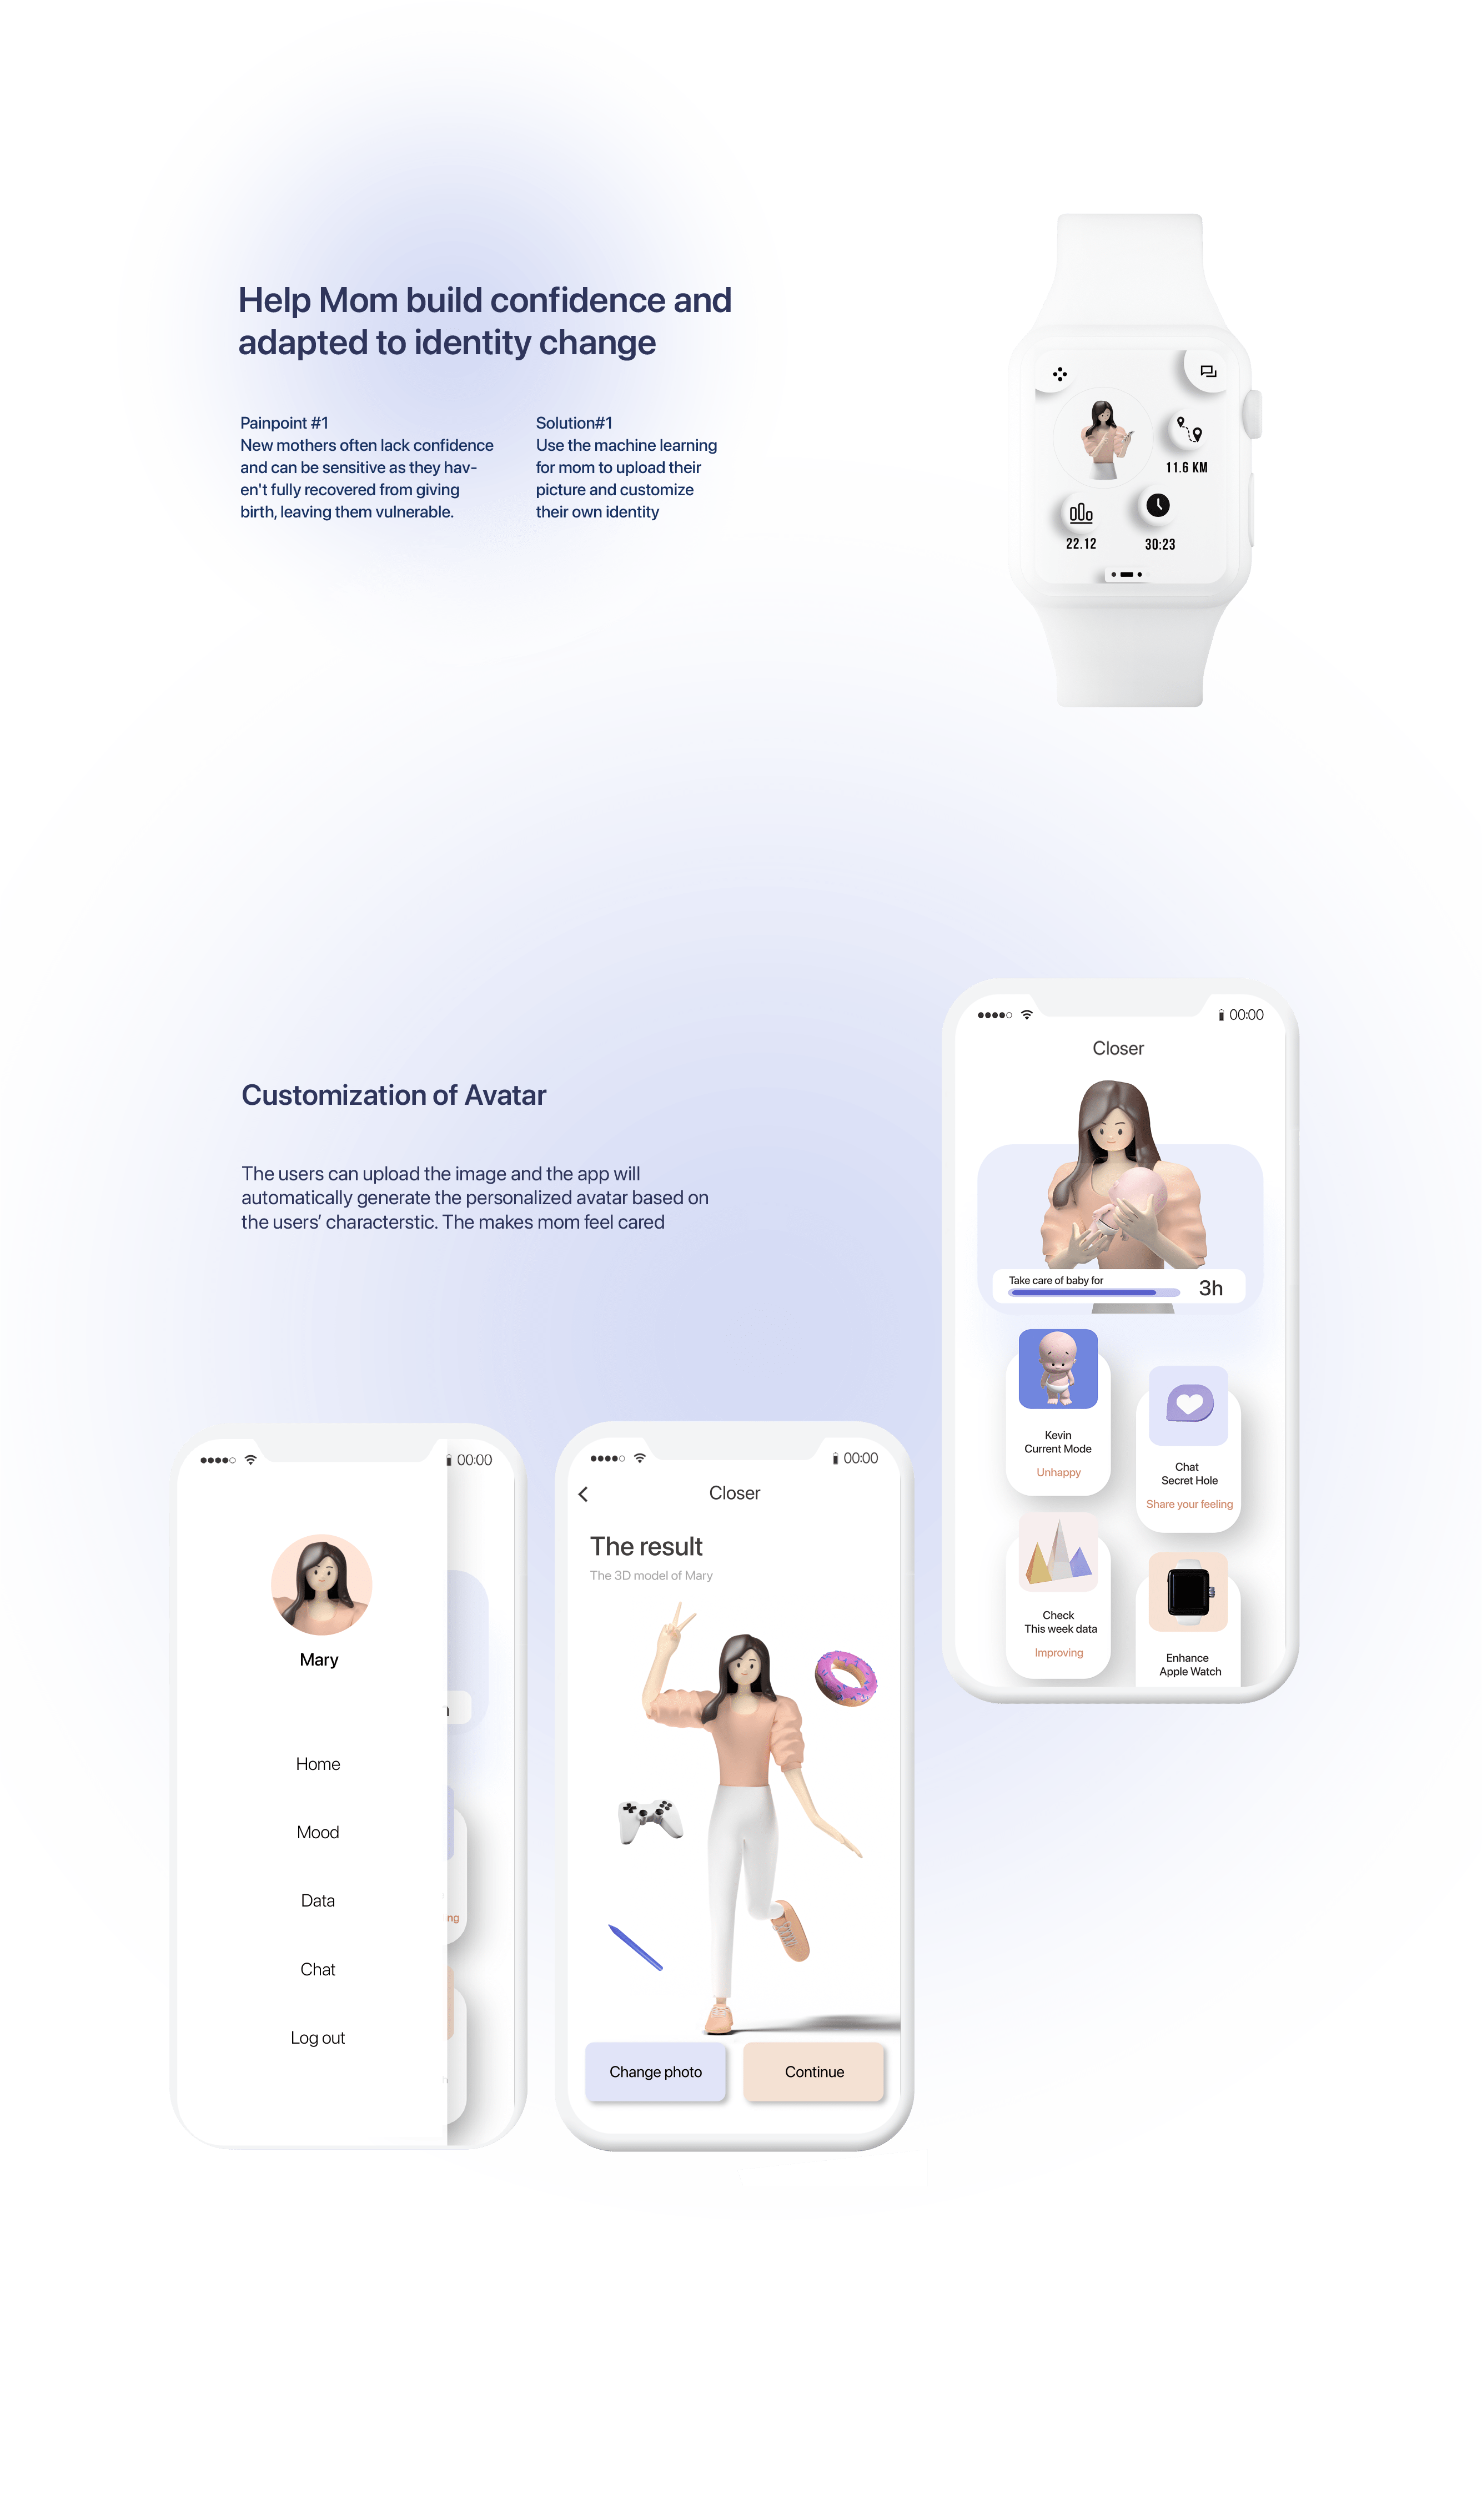 Help Mom build confidence and
adapted to identity change
Painpoint #1
New mothers often lack confidence
and can be sensitive as they hav-
en't fully recovered from giving
birth, leaving them vulnerable.
Solution#1
Use the machine learning
for mom to upload their
picture and customize
their own identity
11.6 KM
22.12
30:23
Customization of Avatar
The users can upload the image and the app will
automatically generate the personalized avatar based on
the users’ characterstic. The makes mom feel cared
00:00
Closer
Take care of baby for
3h
Kevin
Current Mode
Unhappy
Chat
Secret Hole
Share your feeling
Check
This week data
Improving
Enhance
Apple Watch
00:00
Mary
Home
Mood
Data
Chat
Log out
ng
00:00
Closer
The result
The 3D model of Mary
Change photo
Continue